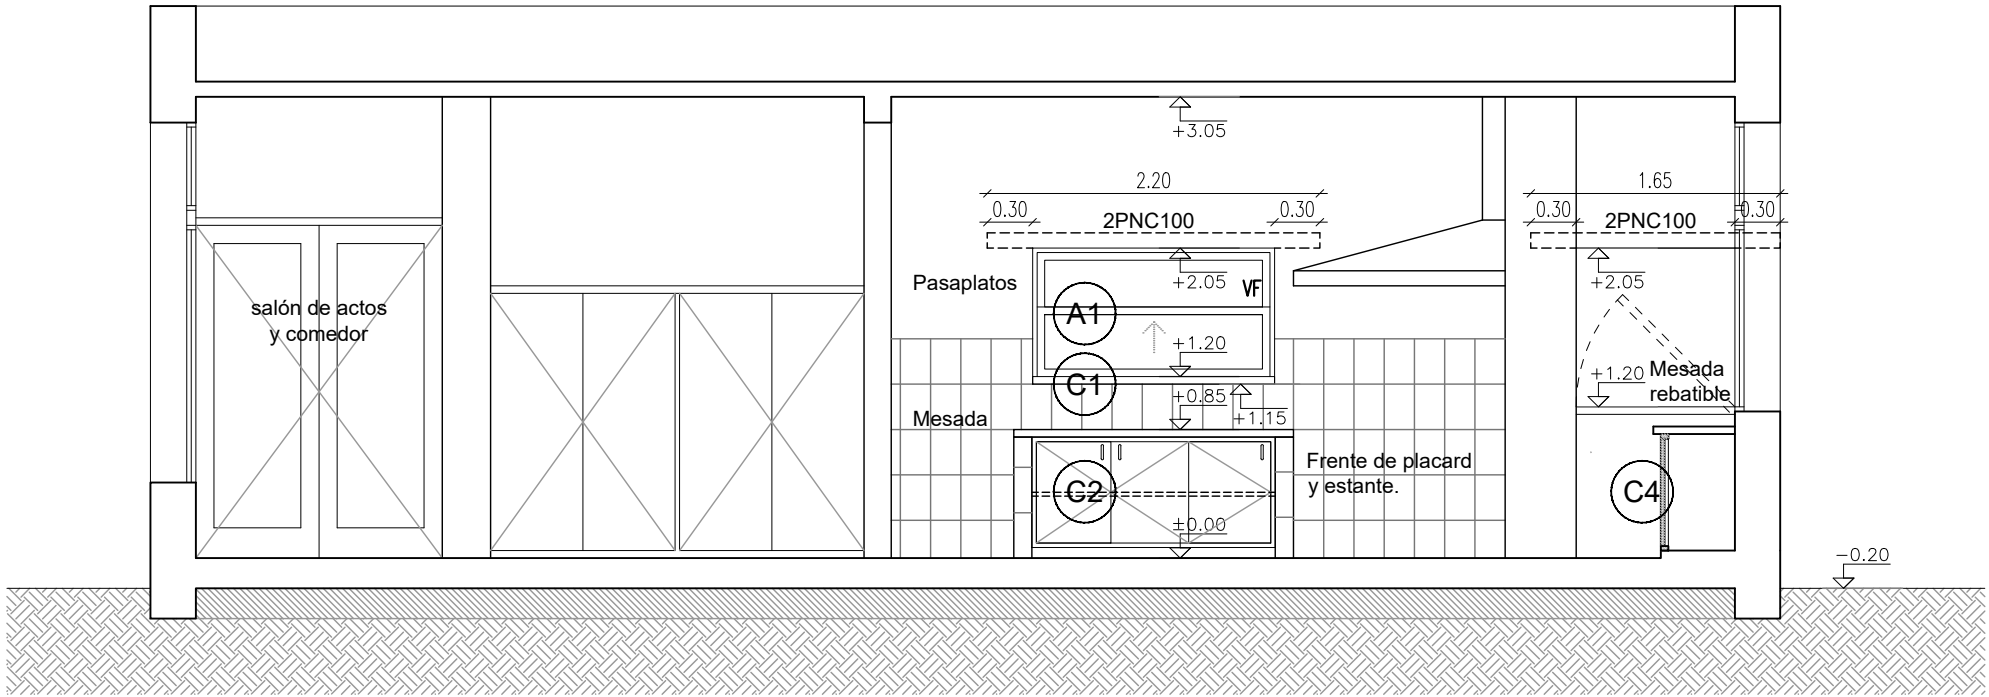 +3.05
2.20
1.65
0.30
2PNC100
0.30
0.30
2PNC100
0.30
Pasaplatos
+2.05
VF
+2.05
salón de actos
y comedor
A1
+1.20
C1
+1.20
Mesada
rebatible
+0.85
+1.15
Mesada
Frente de placard
y estante.
C2
C4
±0.00
-0.20